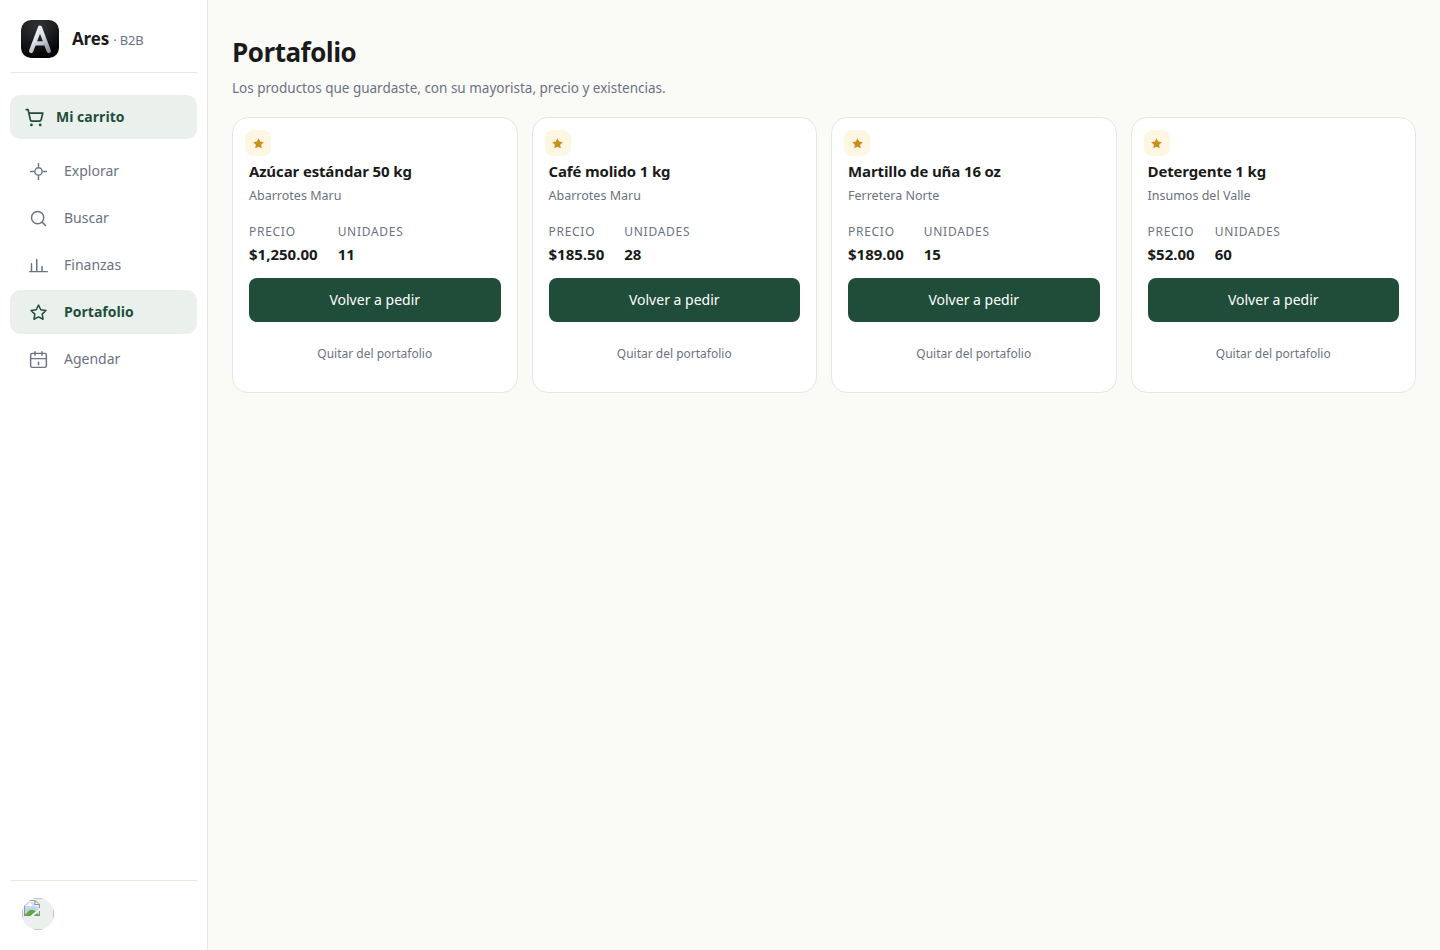 Ares · B2B
Mi carrito
Explorar
Buscar
Finanzas
Portafolio
Agendar
Portafolio
Los productos que guardaste, con su mayorista, precio y existencias.
Azúcar estándar 50 kg
Abarrotes Maru
PRECIO UNIDADES
$1,250.00 11
Volver a pedir
Quitar del portafolio
Café molido 1 kg
Abarrotes Maru
PRECIO UNIDADES
$185.50 28
Volver a pedir
Quitar del portafolio
Martillo de uña 16 oz
Ferretera Norte
PRECIO UNIDADES
$189.00 15
Volver a pedir
Quitar del portafolio
Detergente 1 kg
Insumos del Valle
PRECIO UNIDADES
$52.00 60
Volver a pedir
Quitar del portafolio